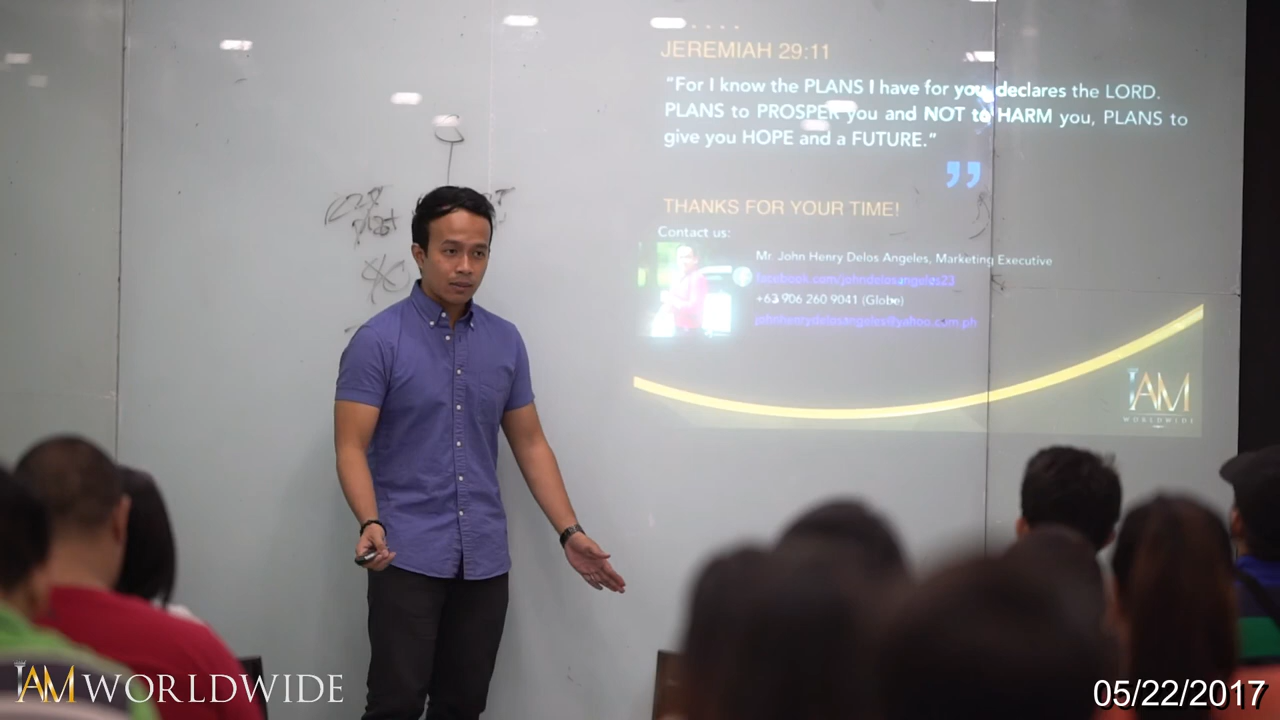 JEREMIAH 29:11
"For I know the PLANS I have for you, declares the LORD.
PLANS to PROSPER you and NOT to HARM you, PLANS to
give you HOPE and a FUTURE."
THANKS FOR YOUR TIME!
Contact us:
Mr. John Henry Delos Angeles, Marketing Executive
facebook.com/johndelosangeles23
+63 906 260 9041 (Globe)
johnhenrydelosangeles@yahoo.com.ph
IAM
WORLDWIDE
IAM WORLDWIDE
05/22/2017